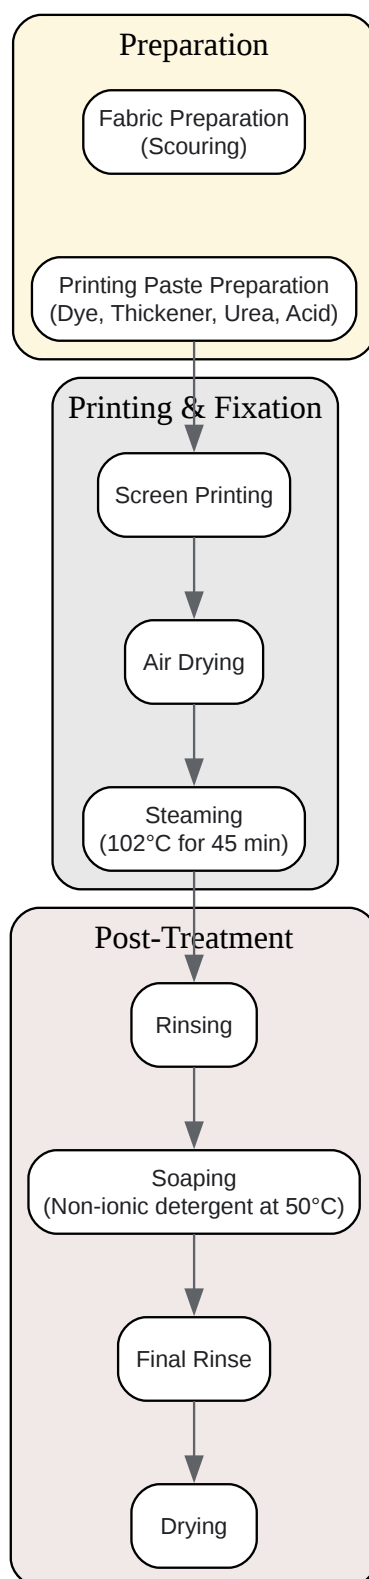 Preparation
Fabric Preparation
(Scouring)
Printing Paste Preparation
(Dye, Thickener, Urea, Acid)
Printing & Fixation
Screen Printing
Air Drying
Steaming
(102°C for 45 min)
Post-Treatment
Rinsing
Soaping
(Non-ionic detergent at 50°C)
Final Rinse
Drying